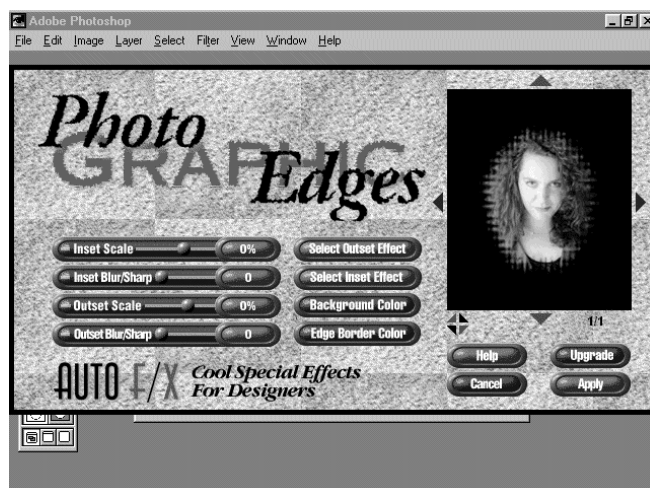 Adobe Photosh
File Edit Image Layer Select Filter View Window Help
Photo
GRAPHIC
Edges
Inset Scale 0% Select Outset Effect
Inset Blur/Sharp 0 Select Inset Effect
Outset Scale 0% Background Color
Outset Blur/Sharp 0 Edge Border Color
1/1
Help Upgrade
Cancel Apply
AUTO F/X Cool Special Effects
For Designers